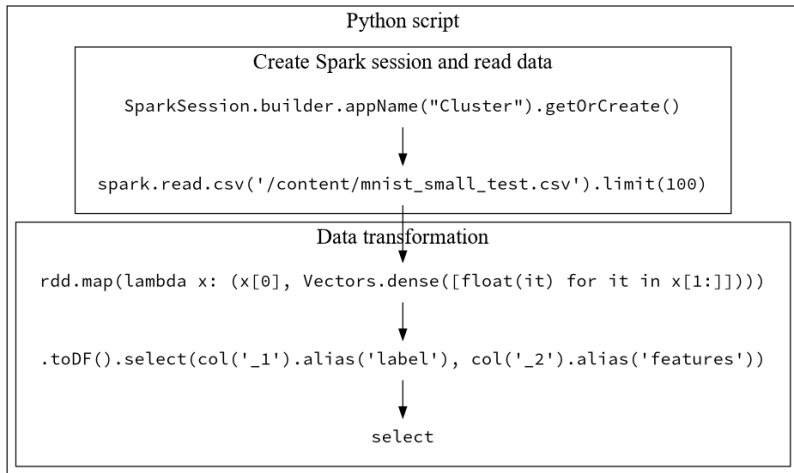 Python script
Create Spark session and read data
SparkSession.builder.appName("Cluster").getOrCreate()
spark.read.csv('/content/mnist_small_test.csv').limit(100)
Data transformation
rdd.map(lambda x: (x[0], Vectors.dense([float(it) for it in x[1:]])))
.toDF().select(col('_1').alias('label'), col('_2').alias('features'))
select